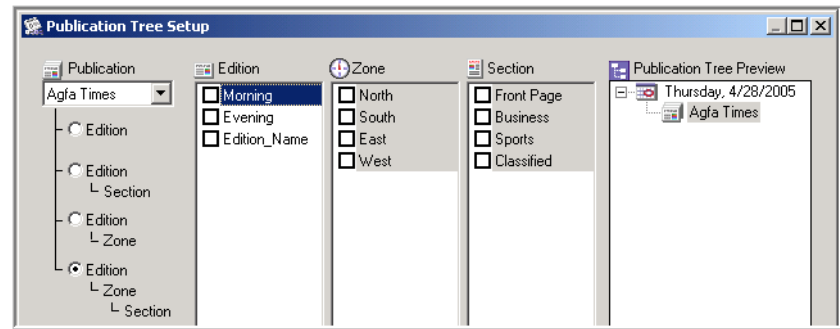 Publication Tree Setup
Publication
Agfa Times
Edition
Edition
Section
Edition
Zone
Edition
Zone
Section
Edition
Morning
Evening
Edition_Name
Zone
North
South
East
West
Section
Front Page
Business
Sports
Classified
Publication Tree Preview
Thursday, 4/28/2005
Agfa Times